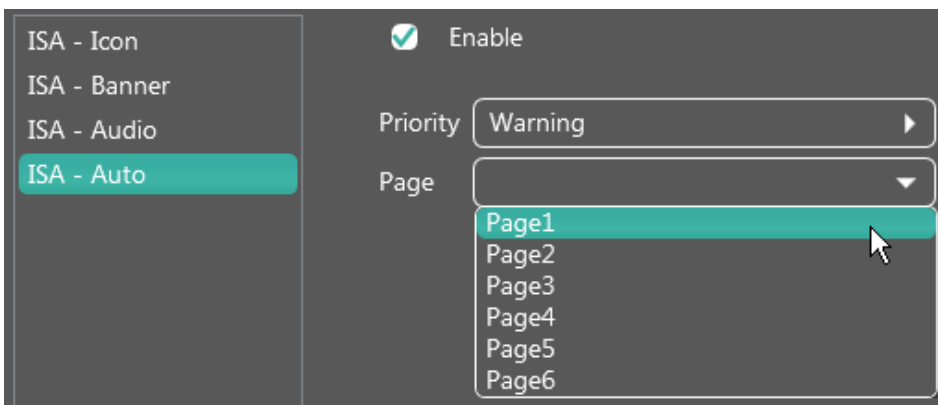 ISA - Icon
ISA - Banner
ISA - Audio
ISA - Auto
Enable
Priority Warning
Page
Page1
Page2
Page3
Page4
Page5
Page6